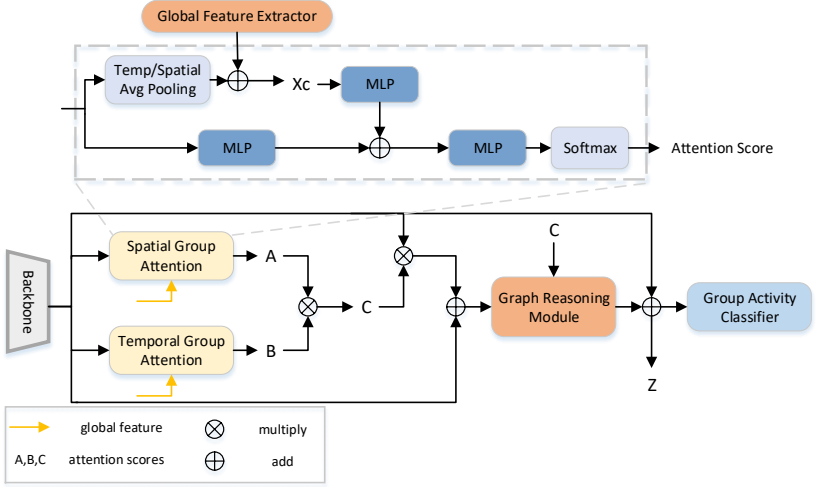 Global Feature Extractor
Temp/Spatial
Avg Pooling
Xc
MLP
MLP
MLP
Softmax
Attention Score
Backbone
Spatial Group
Attention
A
C
Temporal Group
Attention
B
C
Graph Reasoning
Module
Group Activity
Classifier
Z
global feature
multiply
A,B,C
attention scores
add